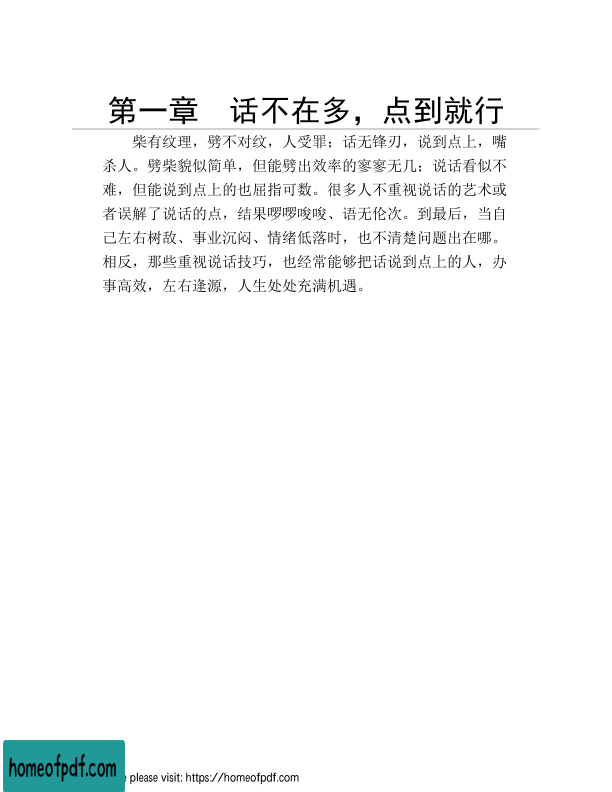 第一章　话不在多，点到就行
柴有纹理，劈不对纹，人受罪；话无锋刃，说到点上，嘴
杀人。劈柴貌似简单，但能劈出效率的寥寥无几；说话看似不
难，但能说到点上的也屈指可数。很多人不重视说话的艺术或
者误解了说话的点，结果啰啰唆唆、语无伦次。到最后，当自
己左右树敌、事业沉闷、情绪低落时，也不清楚问题出在哪。
相反，那些重视说话技巧，也经常能够把话说到点上的人，办
事高效，左右逢源，人生处处充满机遇。
homeofpdf.com
e please visit: https://homeofpdf.com